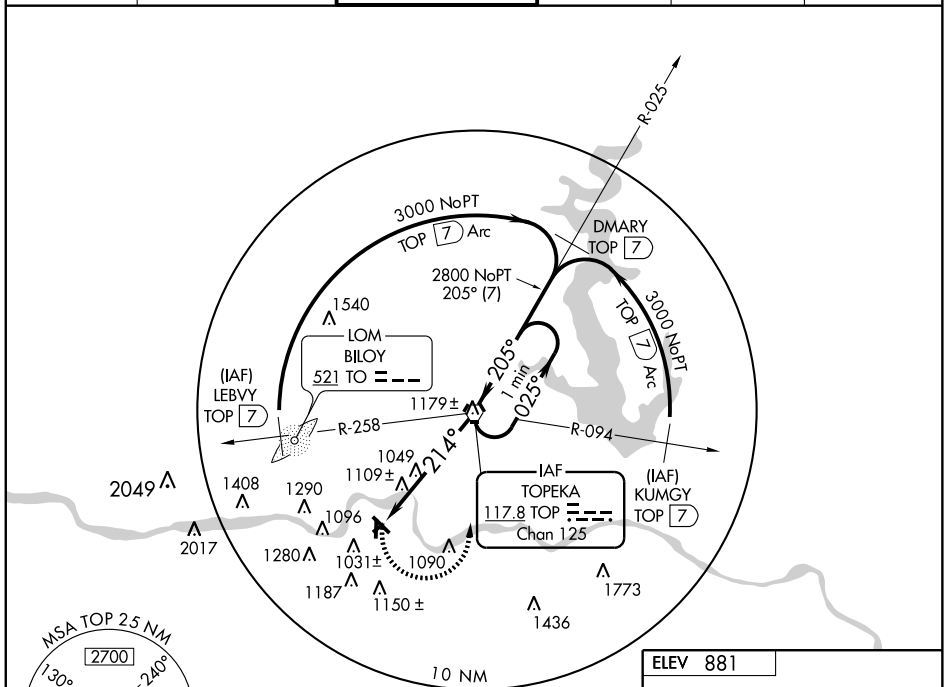 R-025
3000 NoPT
TOP 7 Arc
DMARY
TOP 7
2800 NoPT
205° (7)
3000 NoPT
TOP 7 Arc
1540
LOM
BILOY
521 TO
(IAF)
LEBVY
TOP 7
205°
1 min
025°
1179 ±
R-258
R-094
214°
1049
1109 ±
IAF
TOPEKA
117.8 TOP
Chan 125
(IAF)
KUMGY
TOP 7
2049
1408
1290
1096
2017
1280
1031±
1090
1187
1150 ±
1773
1436
MSA TOP 25 NM
2700
130°
240°
10 NM
ELEV 881